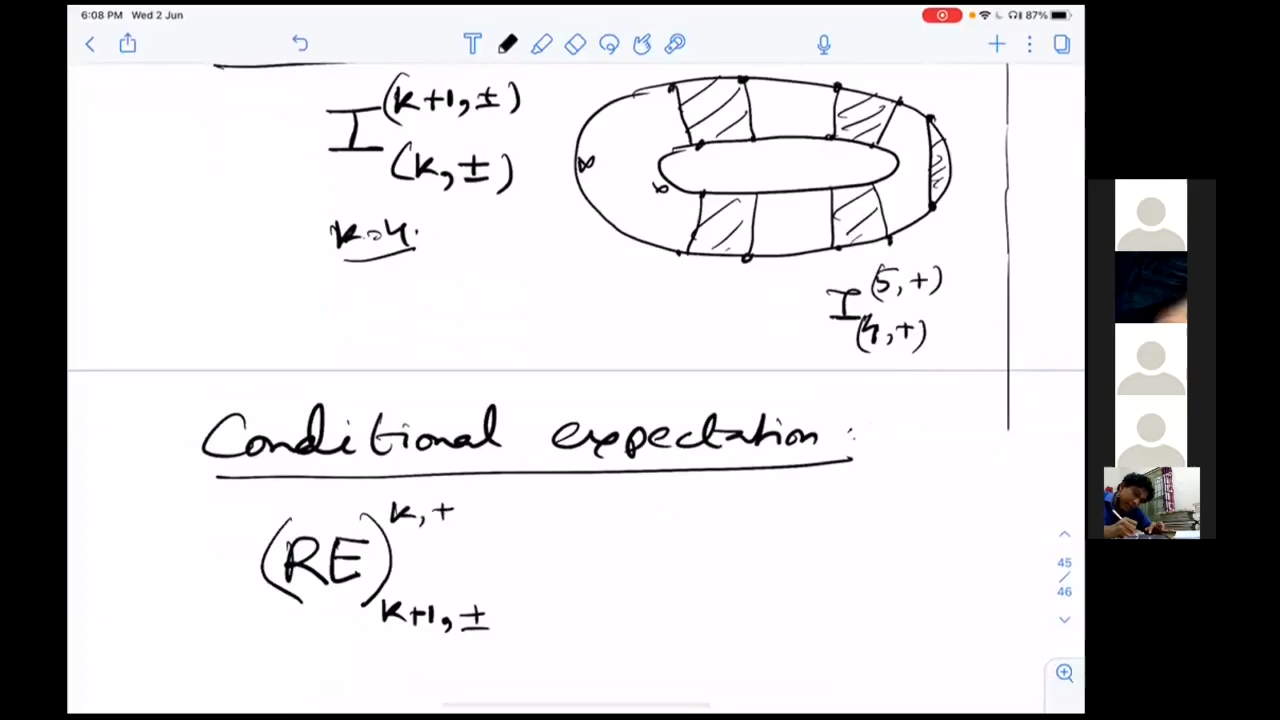 6:08 PM Wed 2 Jun
87%
I^{(k+1, ±)}_{(k, ±)}
k=4.
*
*
I^{(5, +)}_{(4, +)}
Conditional expectation :
(RE)^{k, +}_{k+1, ±}
45
/
46